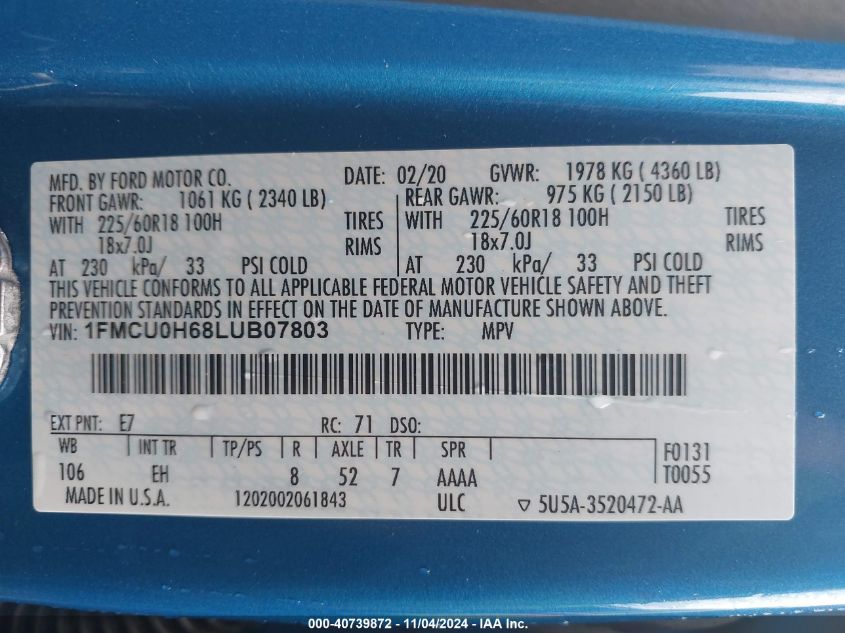 MFD. BY FORD MOTOR CO. DATE: 02/20 GVWR: 1978 KG ( 4360 LB)
FRONT GAWR: 1061 KG ( 2340 LB) REAR GAWR: 975 KG ( 2150 LB)
WITH 225/60R18 100H TIRES WITH 225/60R18 100H TIRES
18x7.0J RIMS 18x7.0J RIMS
AT 230 kPa/ 33 PSI COLD AT 230 kPa/ 33 PSI COLD
THIS VEHICLE CONFORMS TO ALL APPLICABLE FEDERAL MOTOR VEHICLE SAFETY AND THEFT
PREVENTION STANDARDS IN EFFECT ON THE DATE OF MANUFACTURE SHOWN ABOVE.
VIN: 1FMCU0H68LUB07803 TYPE: MPV
EXT PNT: E7 RC: 71 DSO:
WB INT TR TP/PS R AXLE TR SPR F0131
106 EH 8 52 7 AAAA T0055
MADE IN U.S.A. 1202002061843 ULC ▽ 5U5A-3520472-AA
000-40739872 - 11/04/2024 - IAA Inc.